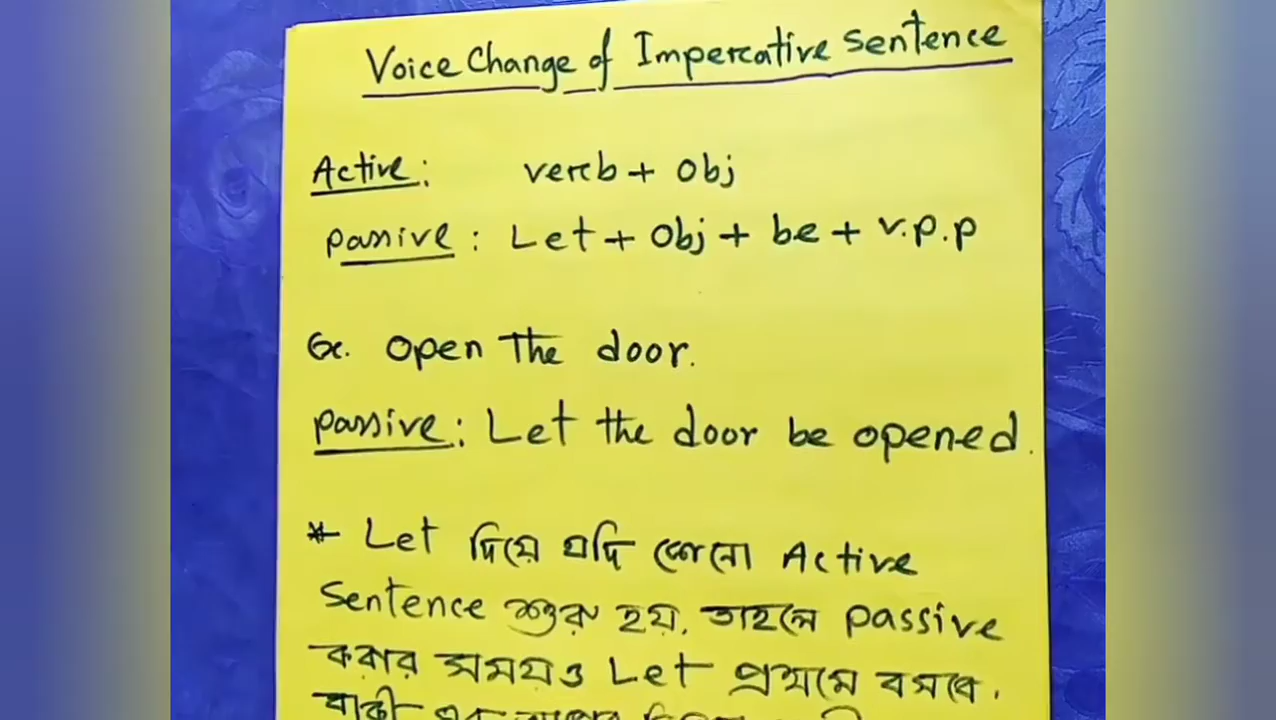 Voice Change of Imperative Sentence
Active: verb + Obj
passive: Let + Obj + be + v.p.p
Ex. Open The door.
passive: Let the door be opened.
* Let দিয়ে যদি কোনো Active
Sentence শুরু হয়, তাহলে passive
করার সময়ও Let প্রথমে বসবে।
বাকী